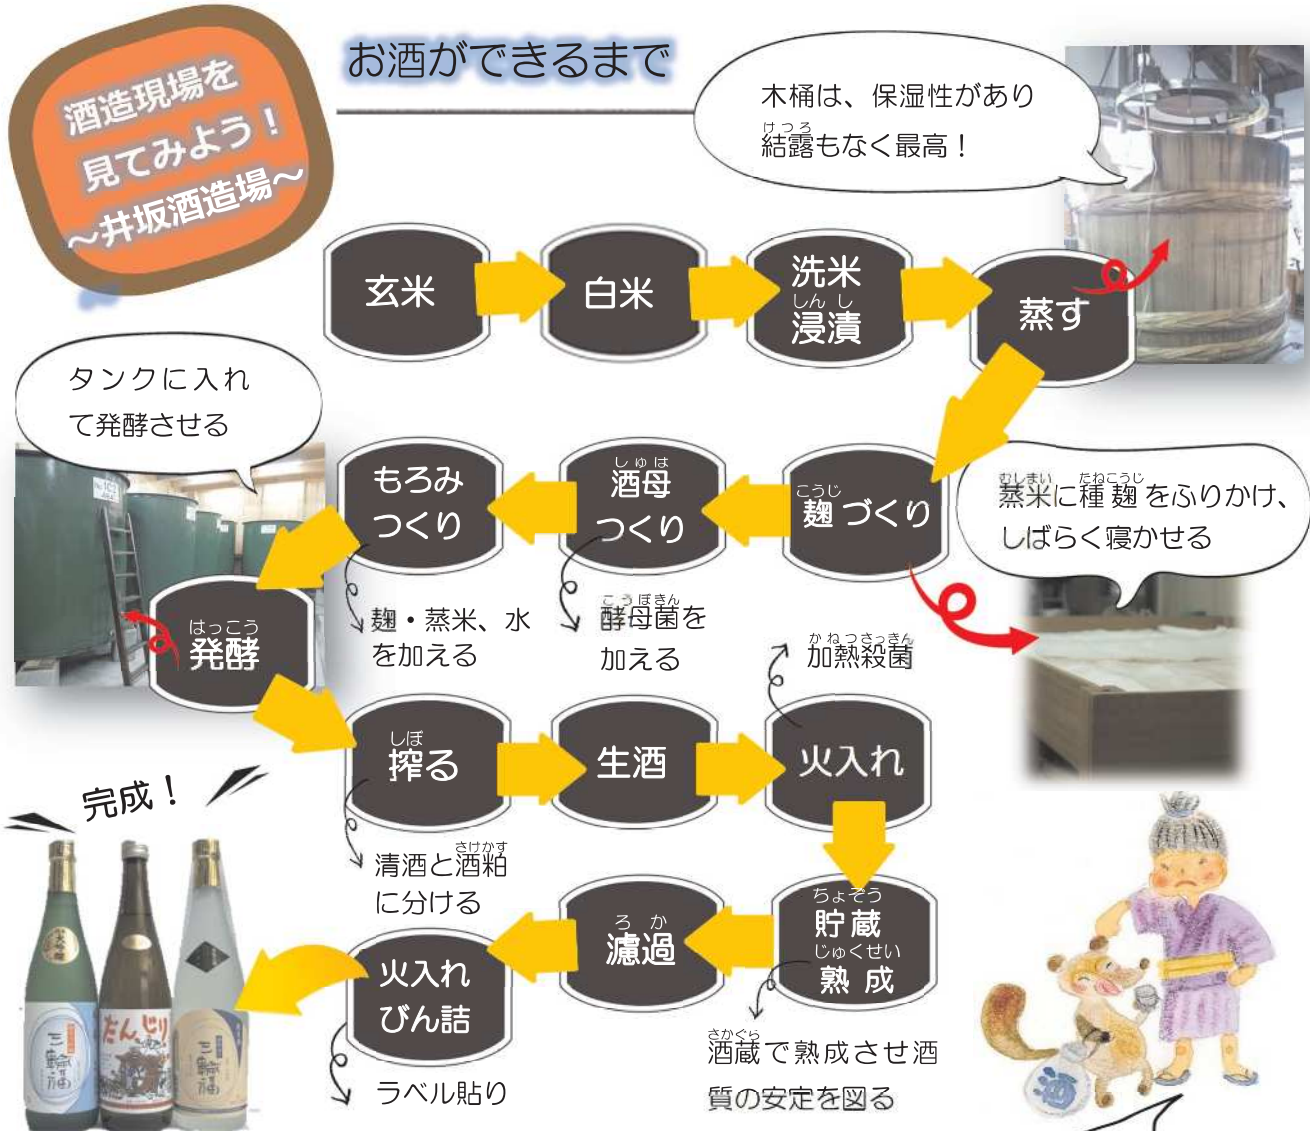 酒造現場を
見てみよう！
～井坂酒造場～
お酒ができるまで
木桶は、保湿性があり
けつろ
結露もなく最高！
玄米
白米
洗米
しんし
浸漬
蒸す
タンクに入れ
て発酵させる
むしまい たねこうじ
蒸米に種麹をふりかけ、
しばらく寝かせる
こうじ
麹づくり
しゅぼ
酒母
つくり
酵母菌を
こうぼきん
加える
もろみ
つくり
麹・蒸米、水
を加える
はっこう
発酵
しぼ
搾る
さけかす
清酒と酒粕
に分ける
生酒
火入れ
かねつさっきん
加熱殺菌
ちょぞう
貯蔵
じゅくせい
熟成
さかぐら
酒蔵で熟成させ酒
質の安定を図る
ろか
濾過
火入れ
びん詰
ラベル貼り
完成！
三輪福
だんじり
三輪福
酒